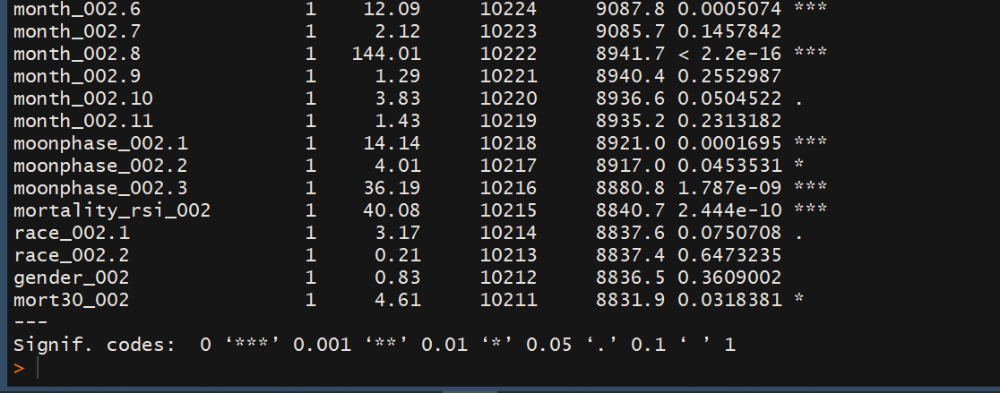 month_002.6 1 12.09 10224 9087.8 0.0005074 ***
month_002.7 1 2.12 10223 9085.7 0.1457842
month_002.8 1 144.01 10222 8941.7 < 2.2e-16 ***
month_002.9 1 1.29 10221 8940.4 0.2552987
month_002.10 1 3.83 10220 8936.6 0.0504522 .
month_002.11 1 1.43 10219 8935.2 0.2313182
moonphase_002.1 1 14.14 10218 8921.0 0.0001695 ***
moonphase_002.2 1 4.01 10217 8917.0 0.0453531 *
moonphase_002.3 1 36.19 10216 8880.8 1.787e-09 ***
mortality_rsi_002 1 40.08 10215 8840.7 2.444e-10 ***
race_002.1 1 3.17 10214 8837.6 0.0750708 .
race_002.2 1 0.21 10213 8837.4 0.6473235
gender_002 1 0.83 10212 8836.5 0.3609002
mort30_002 1 4.61 10211 8831.9 0.0318381 *
---
Signif. codes: 0 ‘***’ 0.001 ‘**’ 0.01 ‘*’ 0.05 ‘.’ 0.1 ‘ ’ 1
>